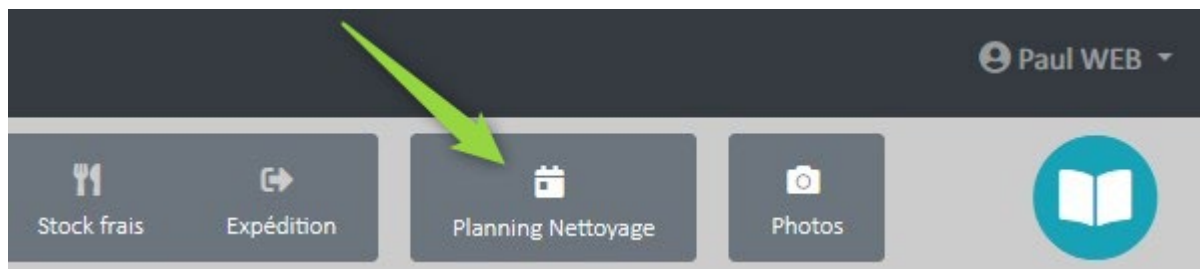 Paul WEB
Stock frais
Expédition
Planning Nettoyage
Photos